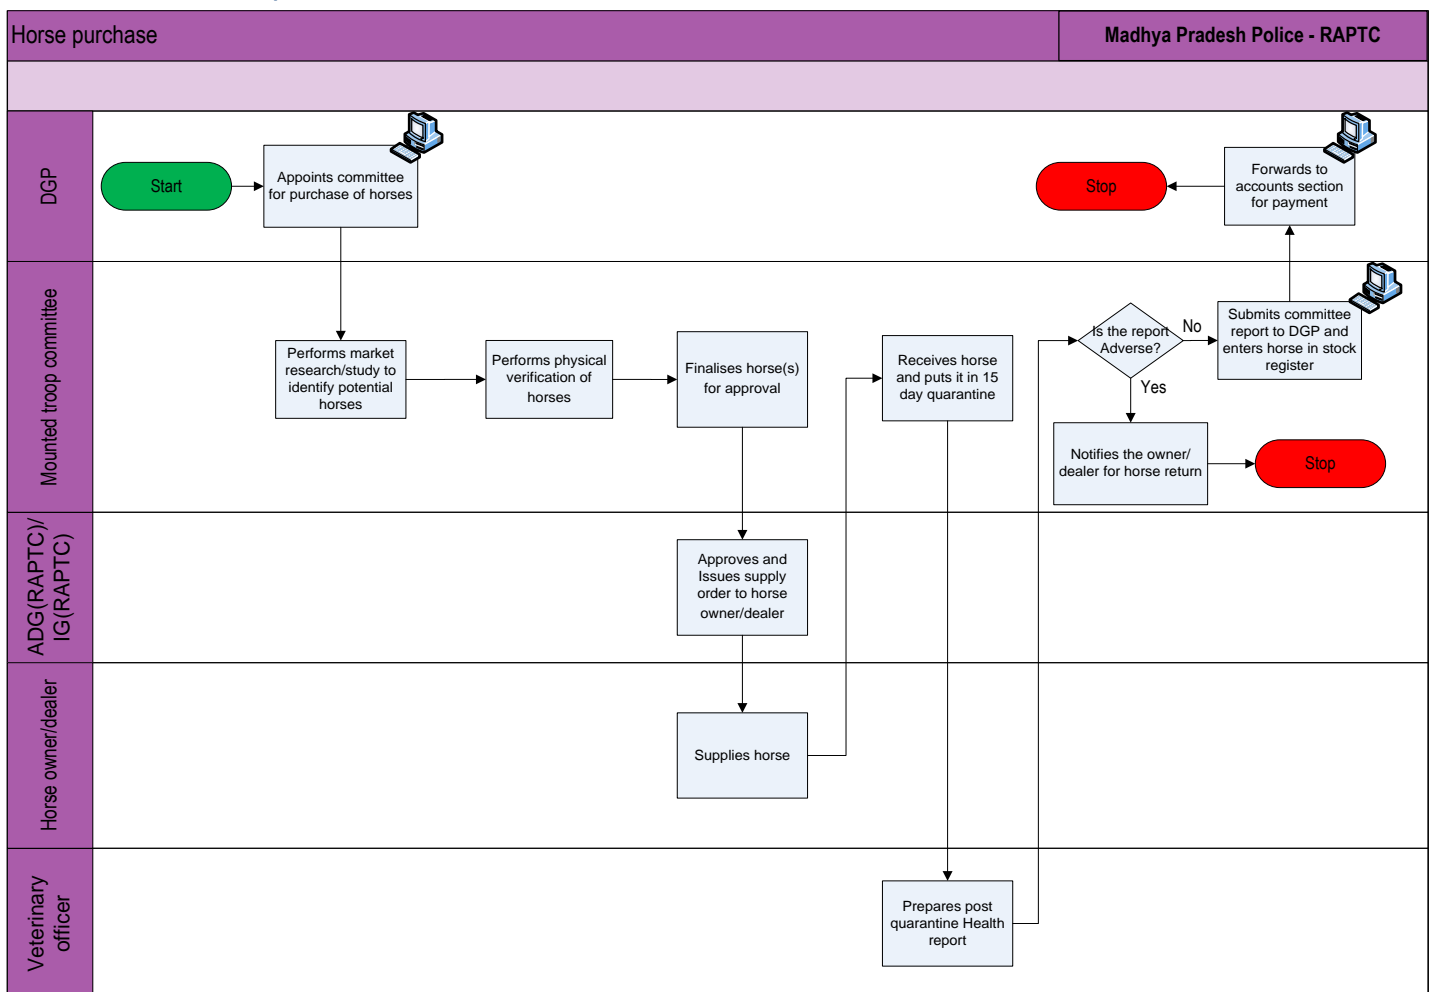 Horse purchase
Madhya Pradesh Police - RAPTC
DGP
Start
Appoints committee
for purchase of horses
Stop
Forwards to
accounts section
for payment
Mounted troop committee
Performs market
research/study to
identify potential
horses
Performs physical
verification of
horses
Finalises horse(s)
for approval
Receives horse
and puts it in 15
day quarantine
Is the report
Adverse?
No
Yes
Submits committee
report to DGP and
enters horse in stock
register
Notifies the owner/
dealer for horse return
Stop
ADG(RAPTC)/
IG(RAPTC)
Approves and
Issues supply
order to horse
owner/dealer
Horse owner/dealer
Supplies horse
Veterinary
officer
Prepares post
quarantine Health
report